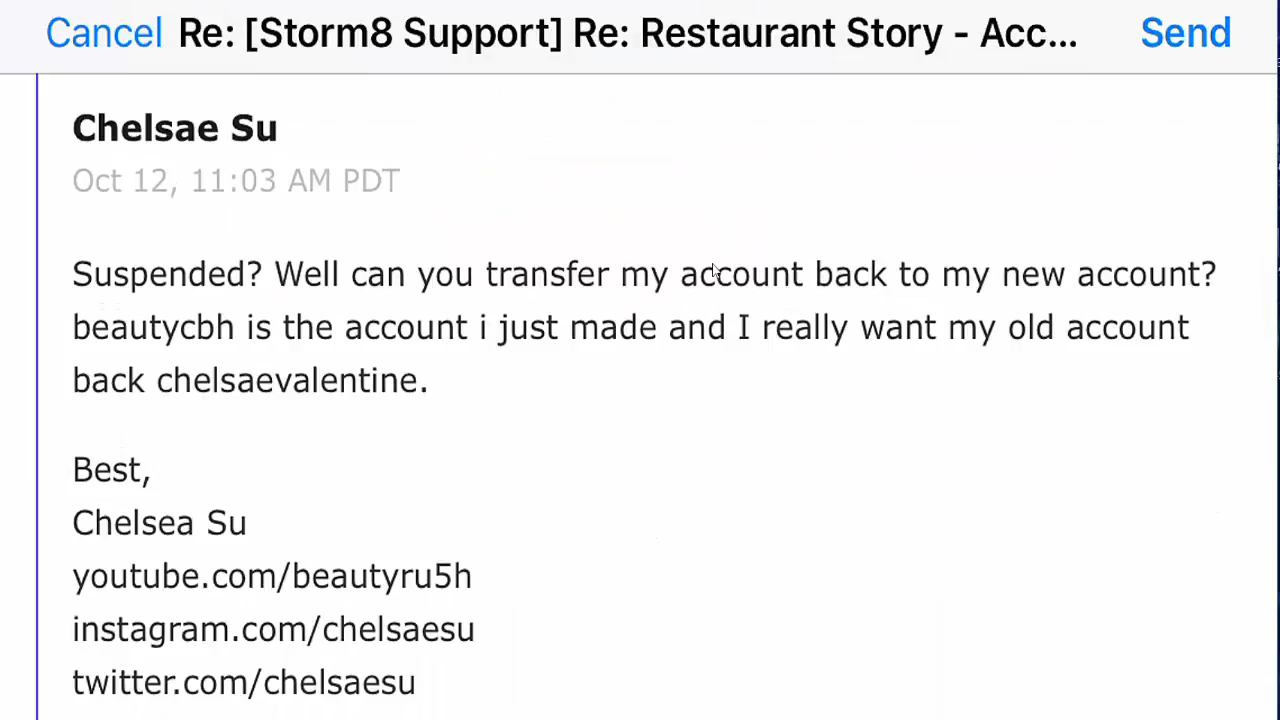 Cancel Re: [Storm8 Support] Re: Restaurant Story - Acc... Send
Chelsae Su
Oct 12, 11:03 AM PDT
Suspended? Well can you transfer my account back to my new account?
beautycbh is the account i just made and I really want my old account
back chelsaevalentine.
Best,
Chelsea Su
youtube.com/beautyru5h
instagram.com/chelsaesu
twitter.com/chelsaesu